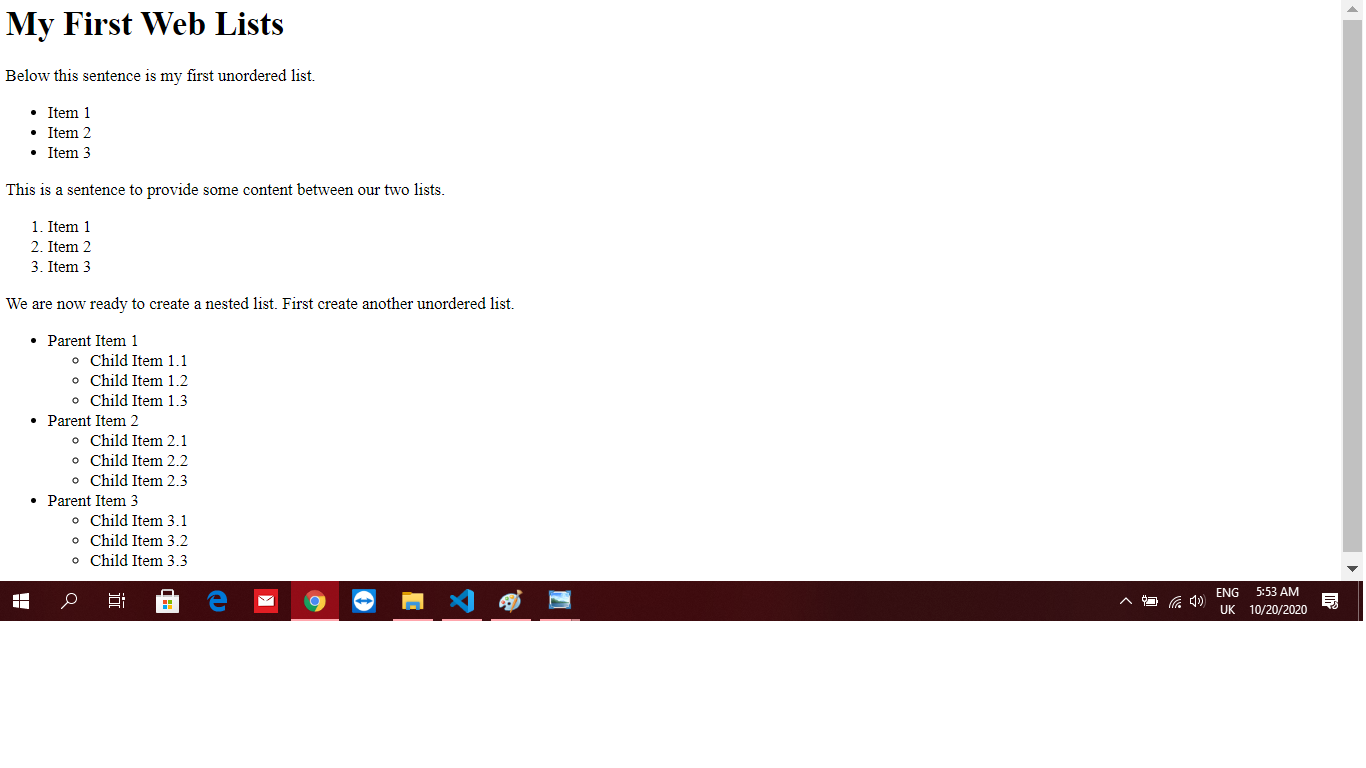 My First Web Lists
Below this sentence is my first unordered list.
• Item 1
• Item 2
• Item 3
This is a sentence to provide some content between our two lists.
1. Item 1
2. Item 2
3. Item 3
We are now ready to create a nested list. First create another unordered list.
• Parent Item 1
◦ Child Item 1.1
◦ Child Item 1.2
◦ Child Item 1.3
• Parent Item 2
◦ Child Item 2.1
◦ Child Item 2.2
◦ Child Item 2.3
• Parent Item 3
◦ Child Item 3.1
◦ Child Item 3.2
◦ Child Item 3.3
ENG 5:53 AM
UK 10/20/2020